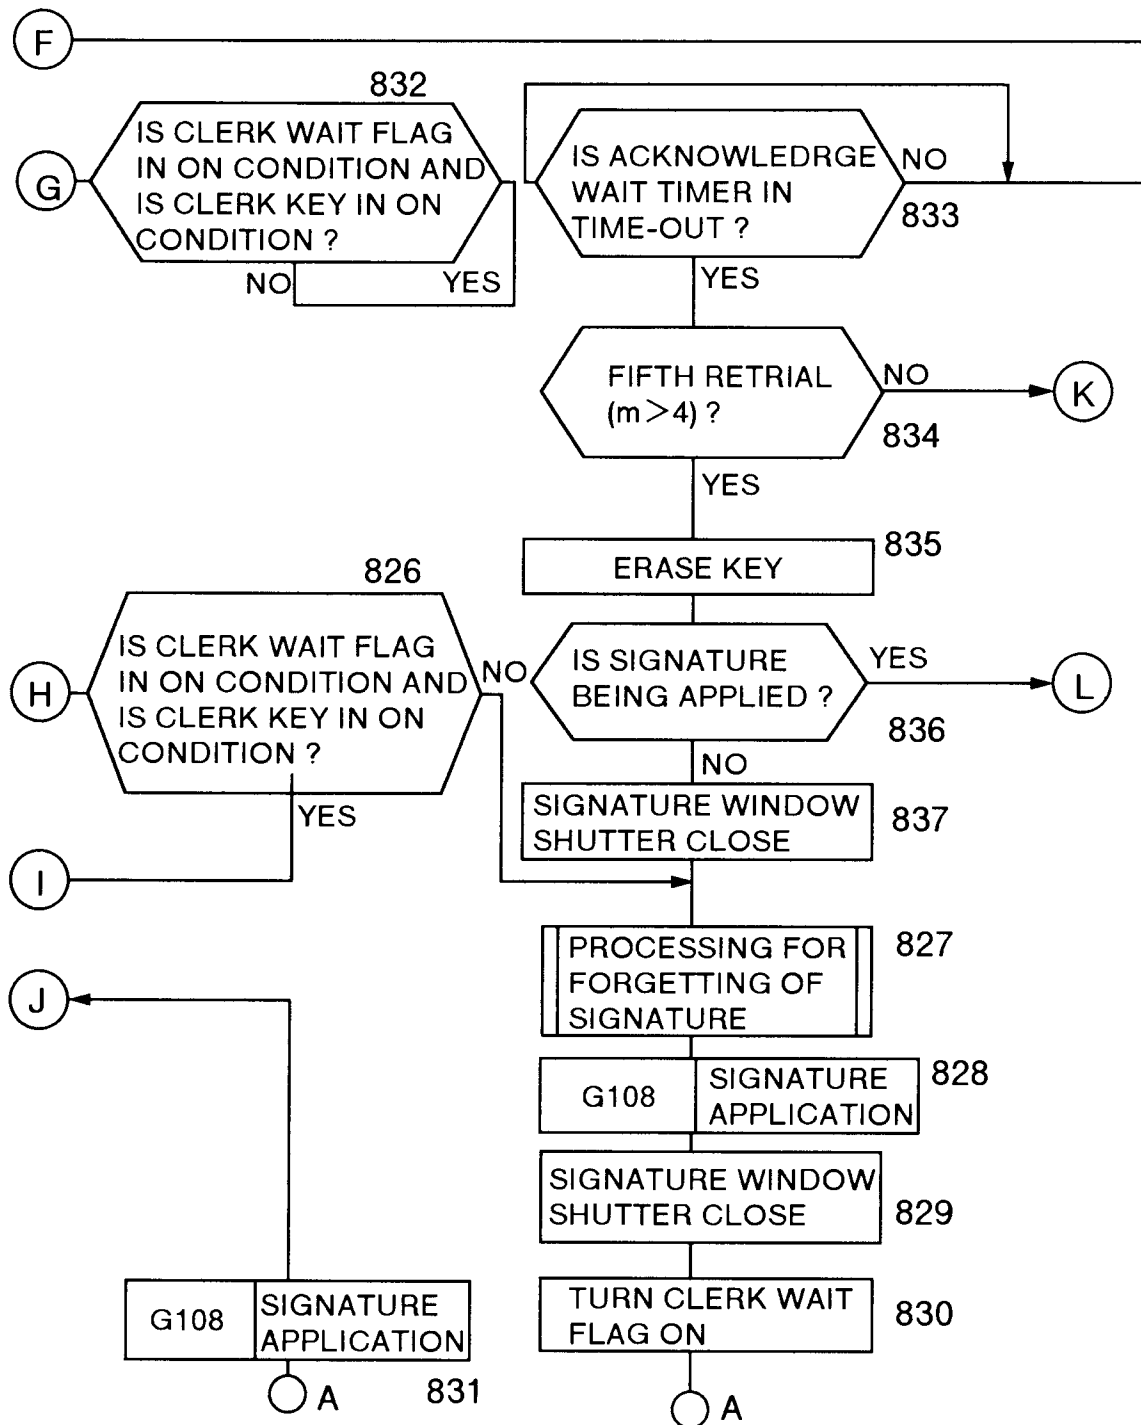 F
832
IS CLERK WAIT FLAG
IN ON CONDITION AND
IS CLERK KEY IN ON
CONDITION ?
G
NO
YES
IS ACKNOWLEDRGE
WAIT TIMER IN
TIME-OUT ?
NO
833
YES
FIFTH RETRIAL
(m>4) ?
NO
K
834
YES
ERASE KEY
835
826
IS CLERK WAIT FLAG
IN ON CONDITION AND
IS CLERK KEY IN ON
CONDITION ?
H
NO
YES
I
IS SIGNATURE
BEING APPLIED ?
YES
L
836
NO
SIGNATURE WINDOW
SHUTTER CLOSE
837
PROCESSING FOR
FORGETTING OF
SIGNATURE
827
J
G108
SIGNATURE
APPLICATION
828
SIGNATURE WINDOW
SHUTTER CLOSE
829
TURN CLERK WAIT
FLAG ON
830
A
G108
SIGNATURE
APPLICATION
831
A